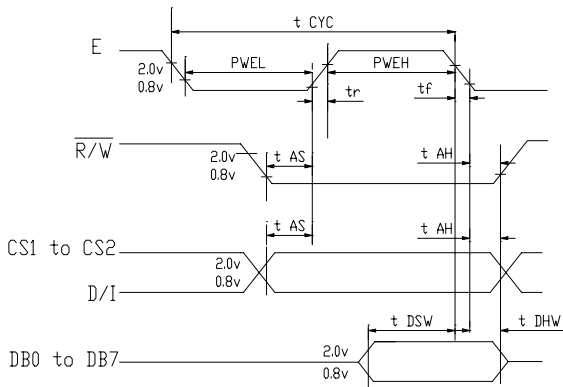 t CYC
E
2.0v
0.8v
PWEL
PWEH
tr
tf
R/W
2.0v
0.8v
t AS
t AH
t AS
t AH
CS1 to CS2
2.0v
0.8v
D/I
t DSW
t DHW
DB0 to DB7
2.0v
0.8v